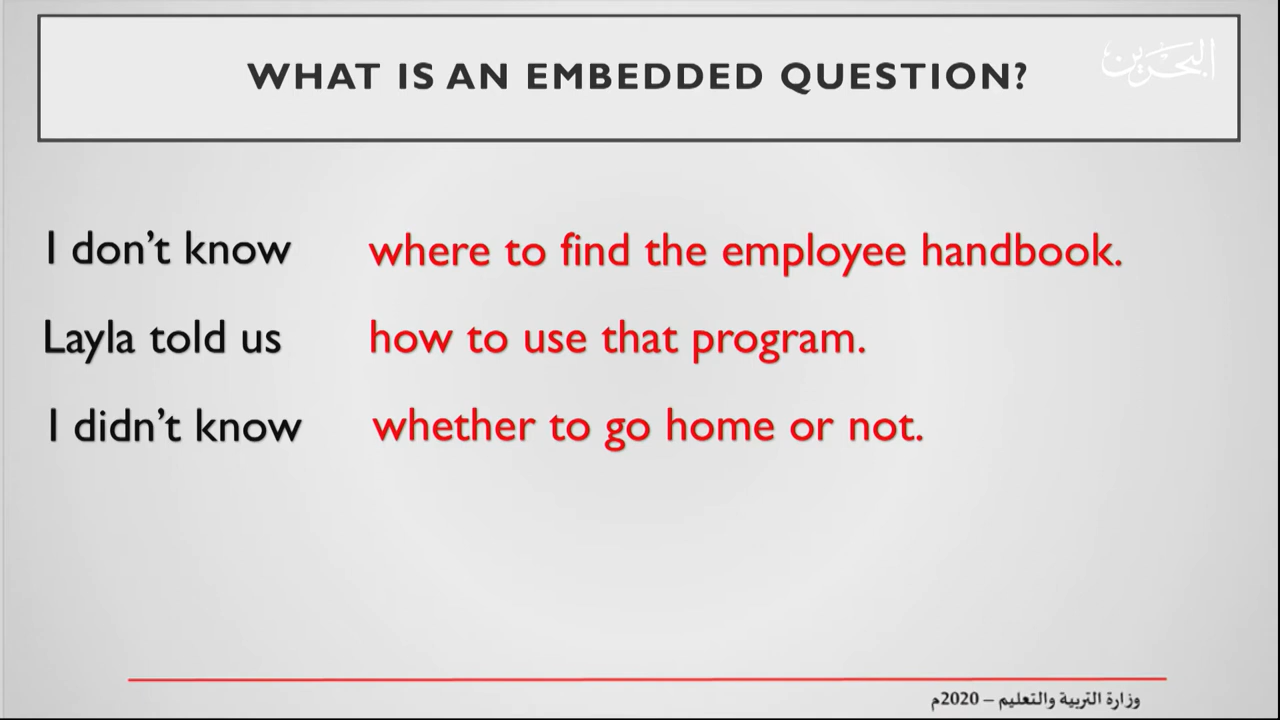 WHAT IS AN EMBEDDED QUESTION?
البحرين
I don't know where to find the employee handbook.
Layla told us how to use that program.
I didn't know whether to go home or not.
وزارة التربية والتعليم – 2020م